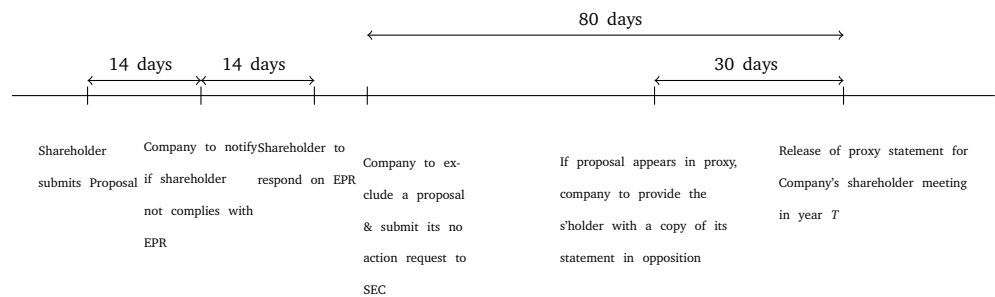 80 days
14 days
14 days
30 days
Shareholder
submits Proposal
Company to notify
if shareholder
not complies with
EPR
Shareholder to
respond on EPR
Company to ex-
clude a proposal
& submit its no
action request to
SEC
If proposal appears in proxy,
company to provide the
s'holder with a copy of its
statement in opposition
Release of proxy statement for
Company's shareholder meeting
in year T